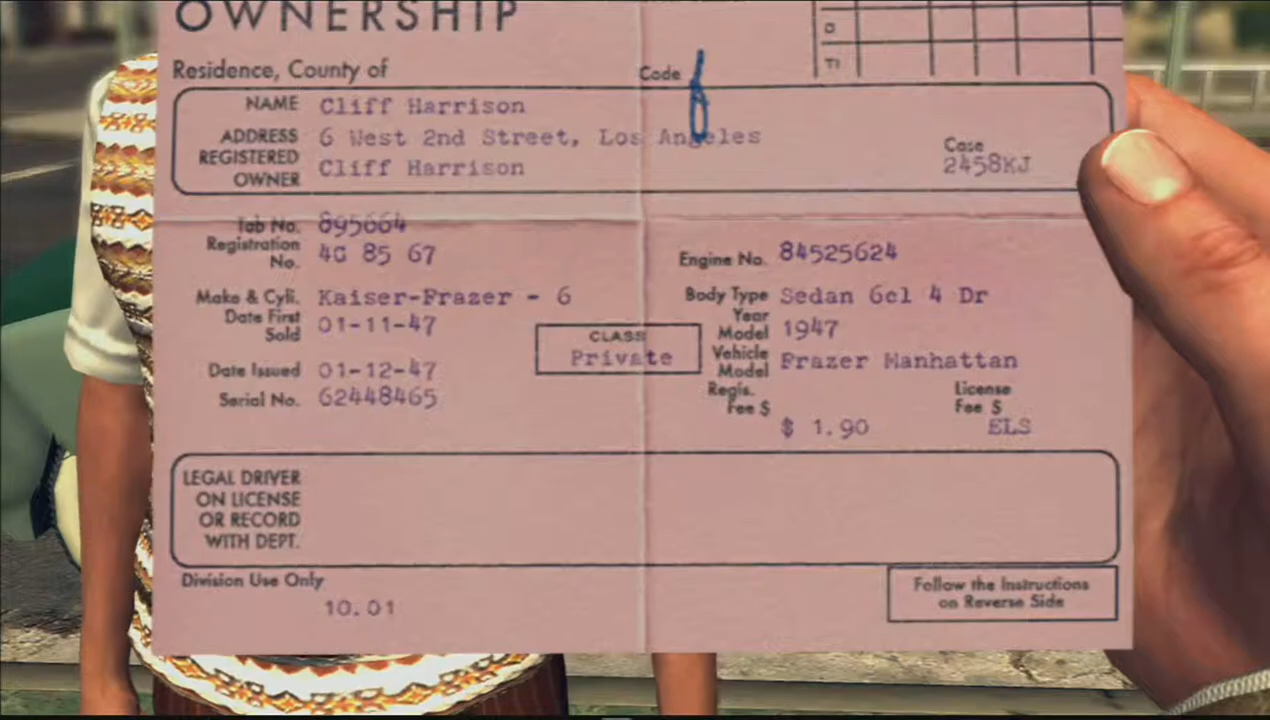 OWNERSHIP
D
TI
Residence, County of
Code 6
NAME Cliff Harrison
ADDRESS 6 West 2nd Street, Los Angeles
REGISTERED OWNER Cliff Harrison
Case
2458KJ
Tab No. 895664
Registration No. 4G 85 67
Engine No. 84525624
Make & Cyli. Kaiser-Frazer - 6
Body Type Sedan 6cl 4 Dr
Date First Sold 01-11-47
CLASS
Private
Year Model 1947
Vehicle Model Frazer Manhattan
Date Issued 01-12-47
Serial No. 62448465
Regis. Fee $
$ 1.90
License Fee $
ELS
LEGAL DRIVER
ON LICENSE
OR RECORD
WITH DEPT.
Division Use Only
10.01
Follow the Instructions
on Reverse Side